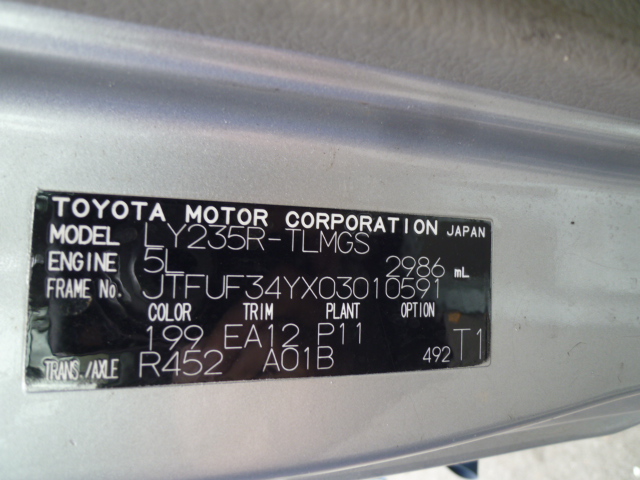 TOYOTA MOTOR CORPORATION JAPAN
MODEL LY235R-TLMGS
ENGINE 5L 2986 mL
FRAME No. JTFUF34YX03010591
COLOR TRIM PLANT OPTION
199 EA12 P11
TRANS./AXLE R452 A01B 492 T1